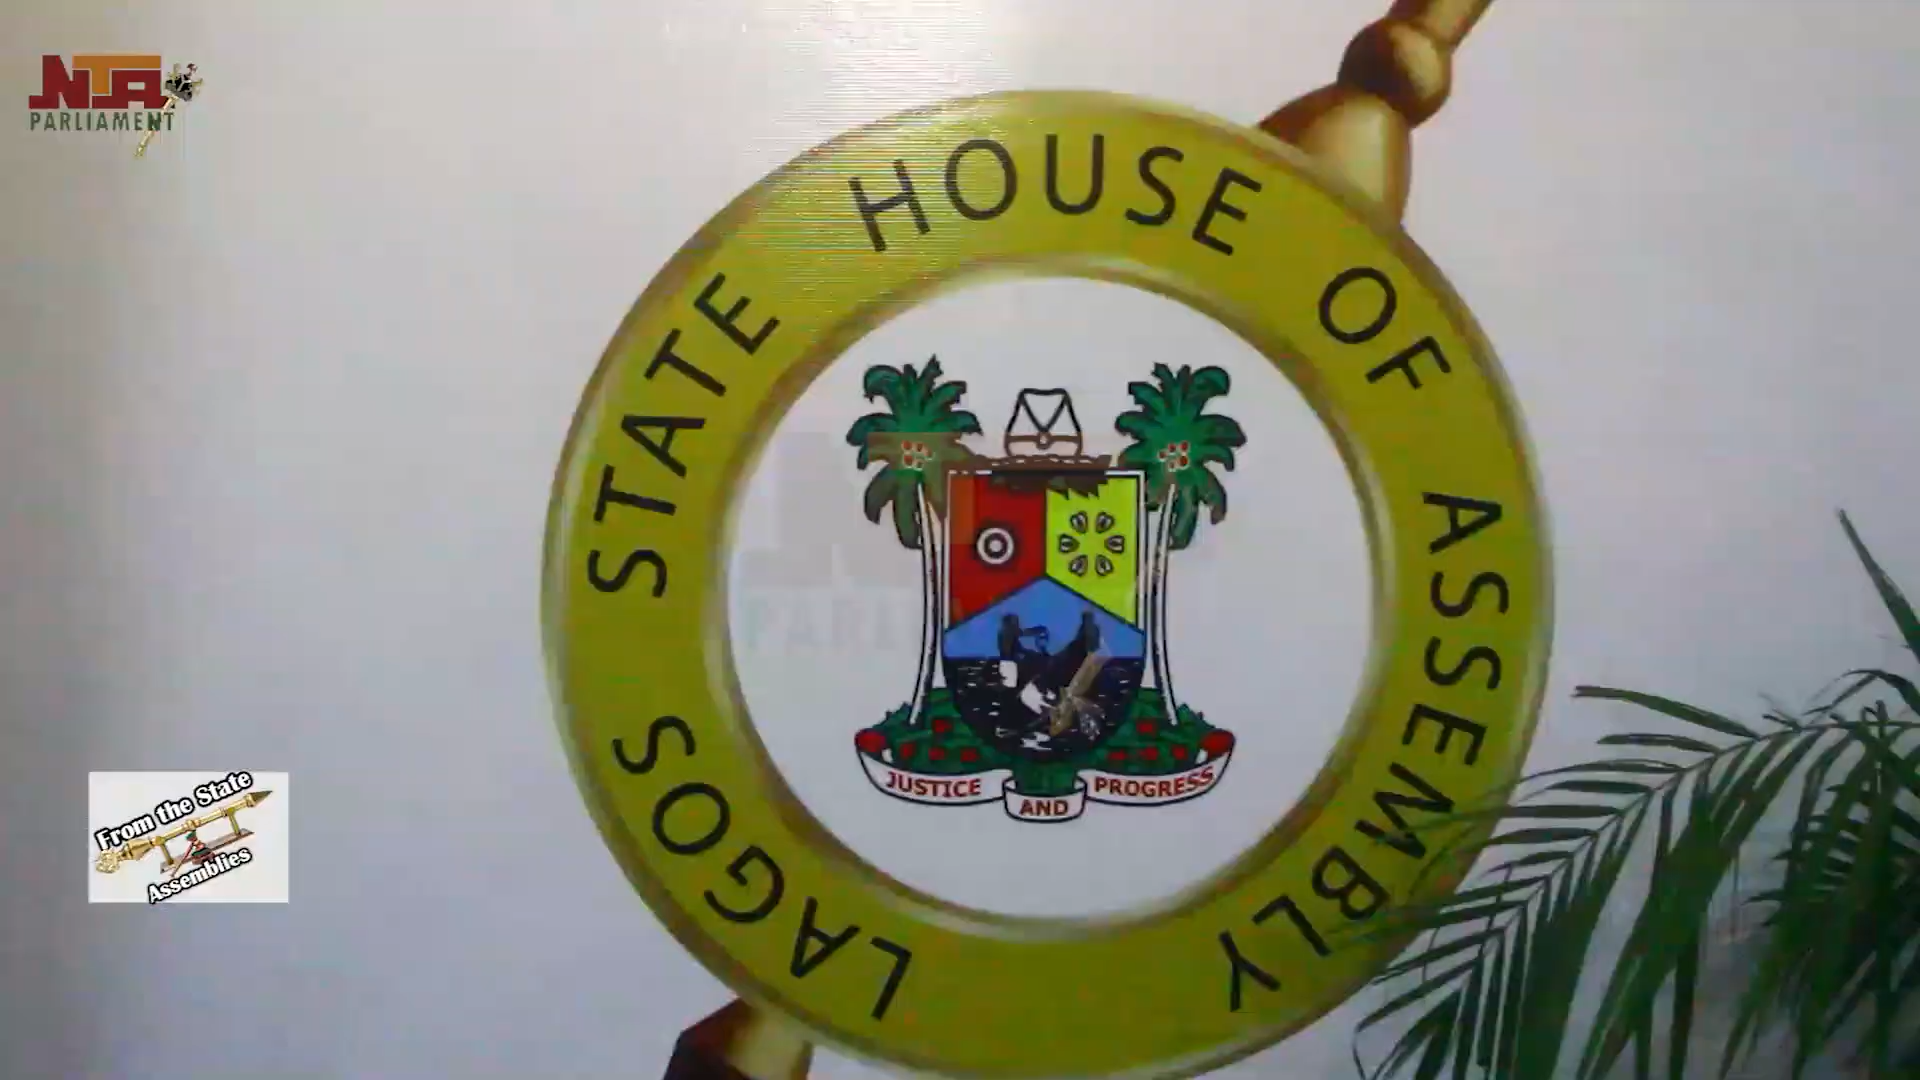 NTA
PARLIAMENT
LAGOS STATE HOUSE OF ASSEMBLY
JUSTICE AND PROGRESS
From the State
Assemblies